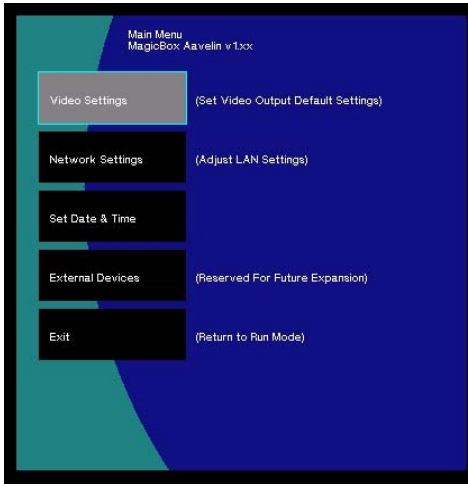 Main Menu
MagicBox Aavelin v1.xx
Video Settings (Set Video Output Default Settings)
Network Settings (Adjust LAN Settings)
Set Date & Time
External Devices (Reserved For Future Expansion)
Exit (Return to Run Mode)